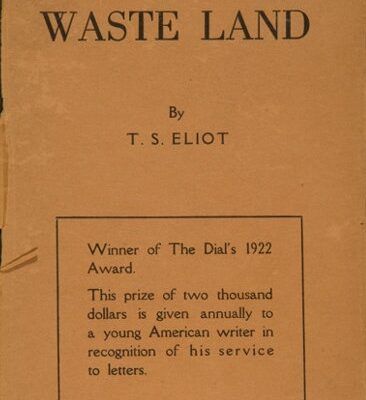 WASTE LAND
By
T. S. ELIOT
Winner of The Dial's 1922
Award.
This prize of two thousand
dollars is given annually to
a young American writer in
recognition of his service
to letters.